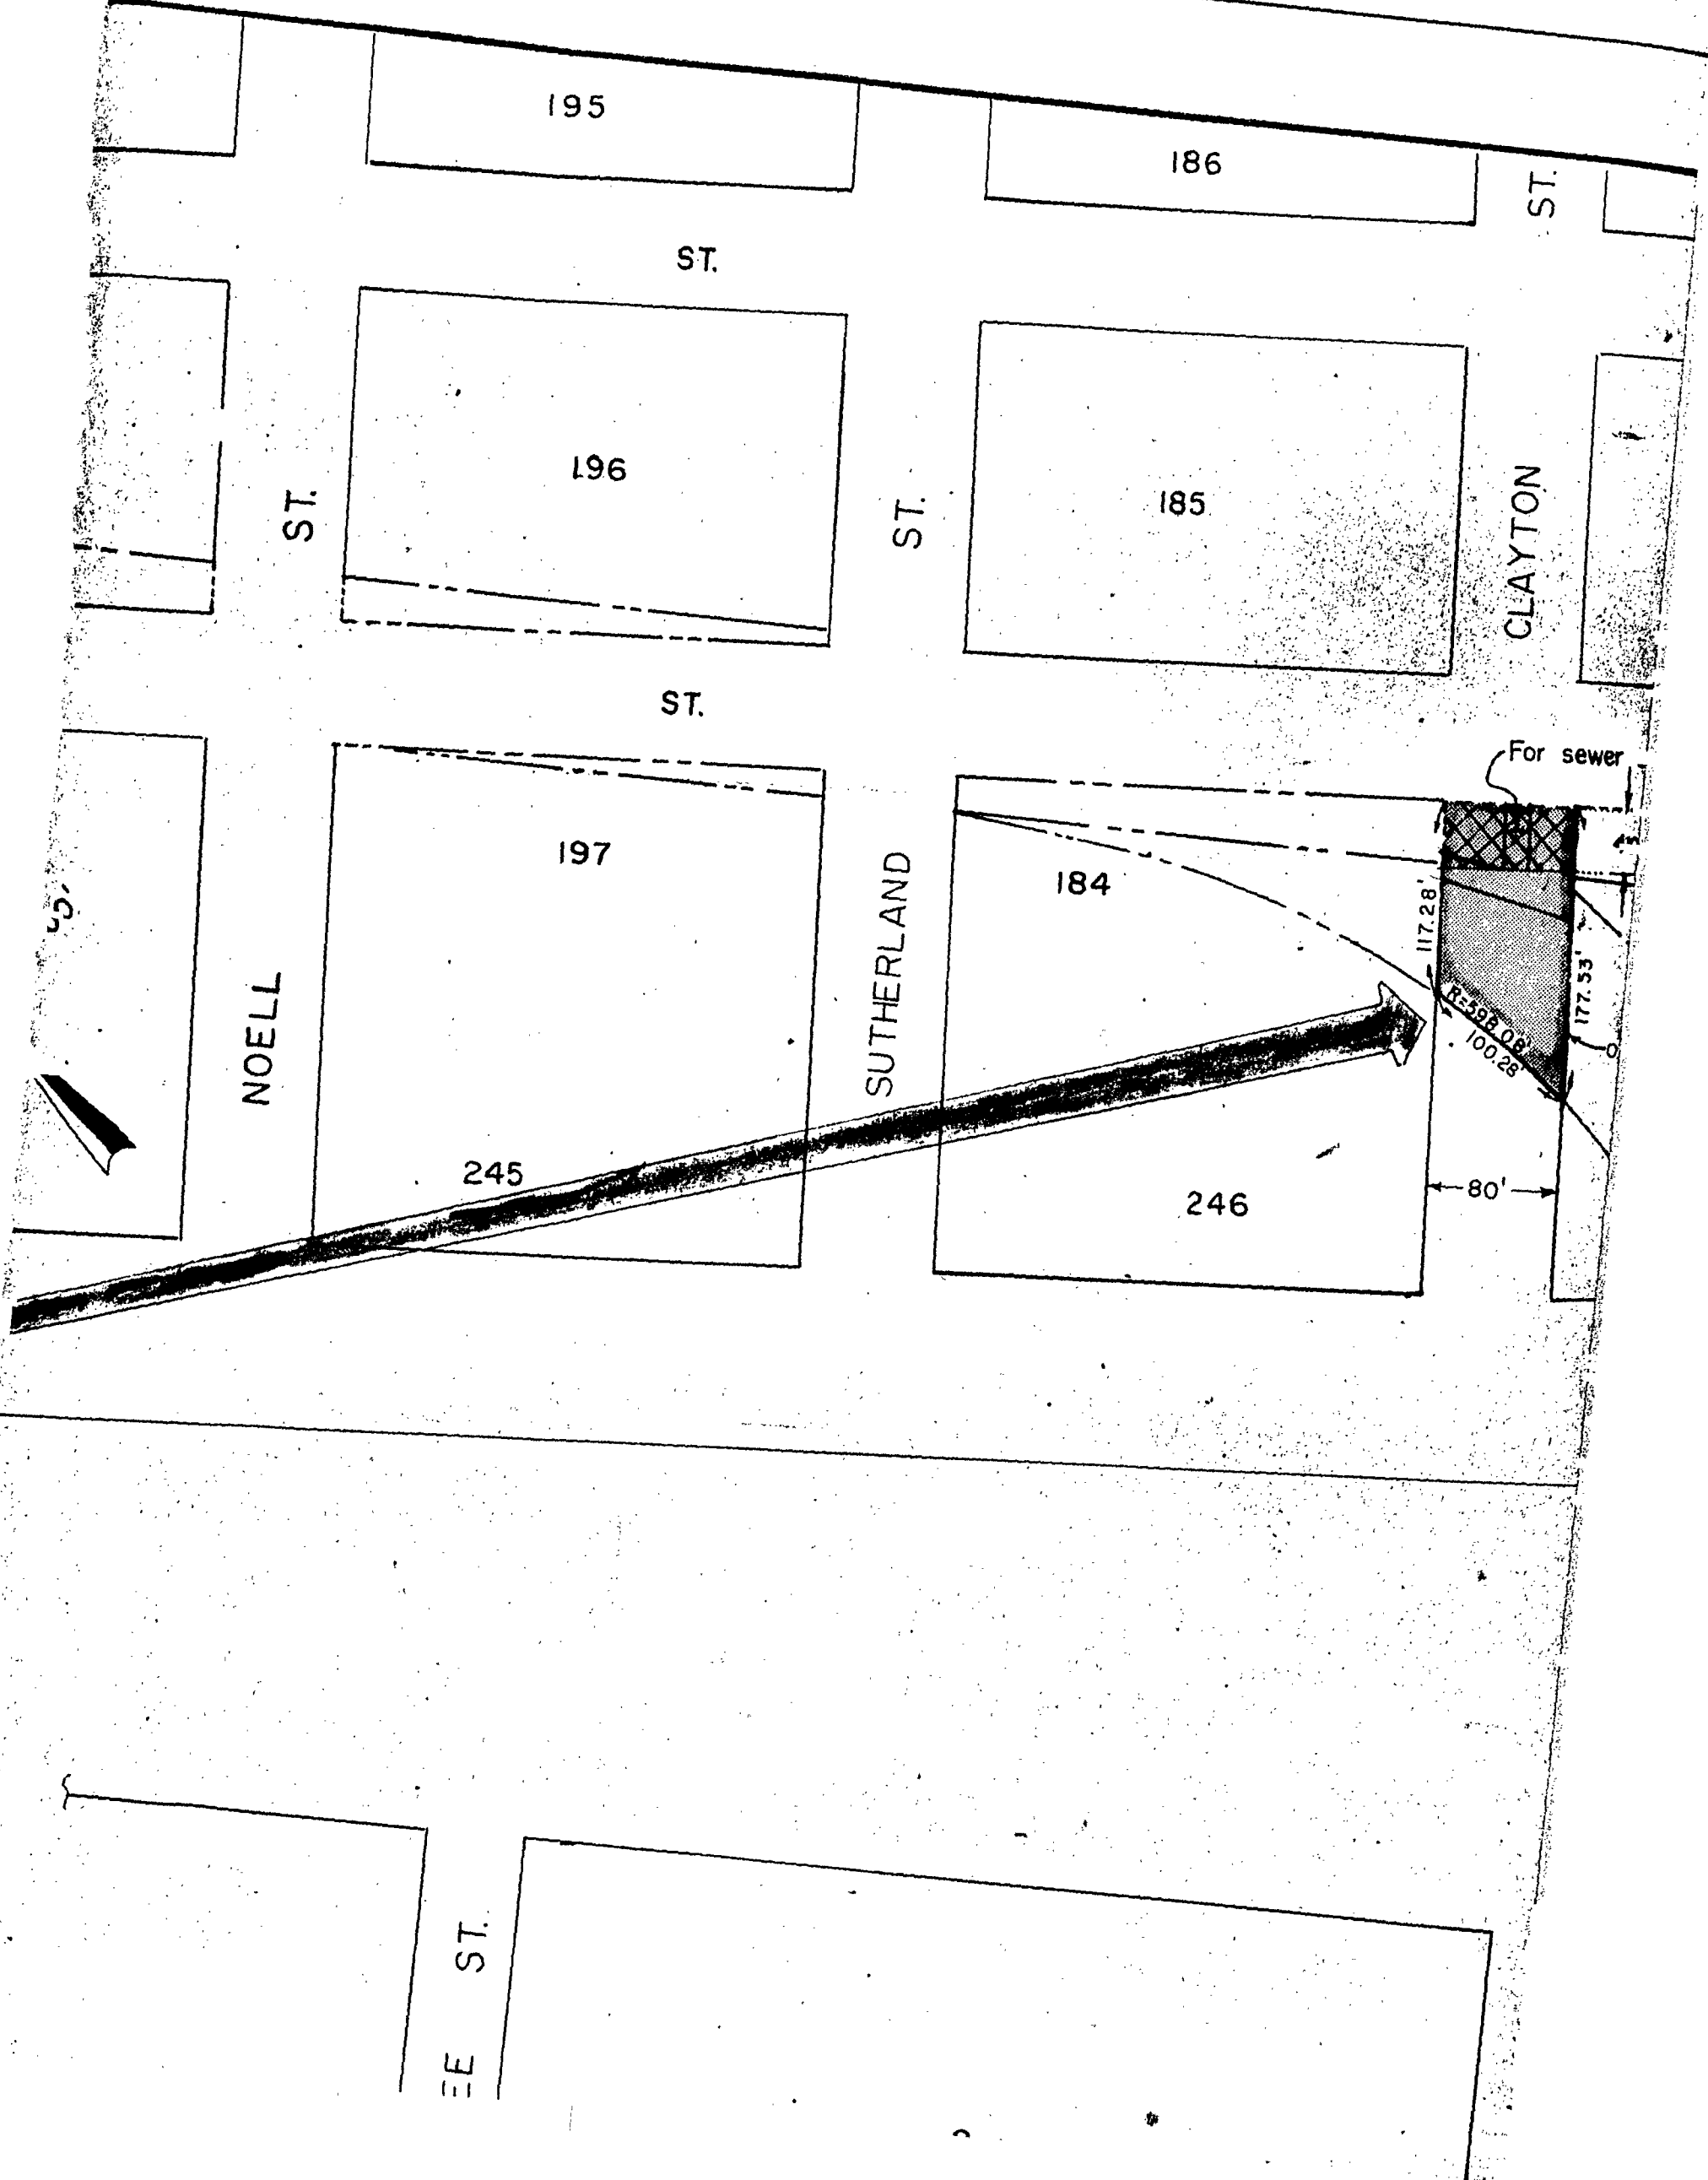 195
186
ST.
ST.
196
185
ST.
ST.
CLAYTON
ST.
For sewer
197
184
117.28'
177.53'
R=598.08'
100.28'
NOELL
SUTHERLAND
245
246
80'
ST.